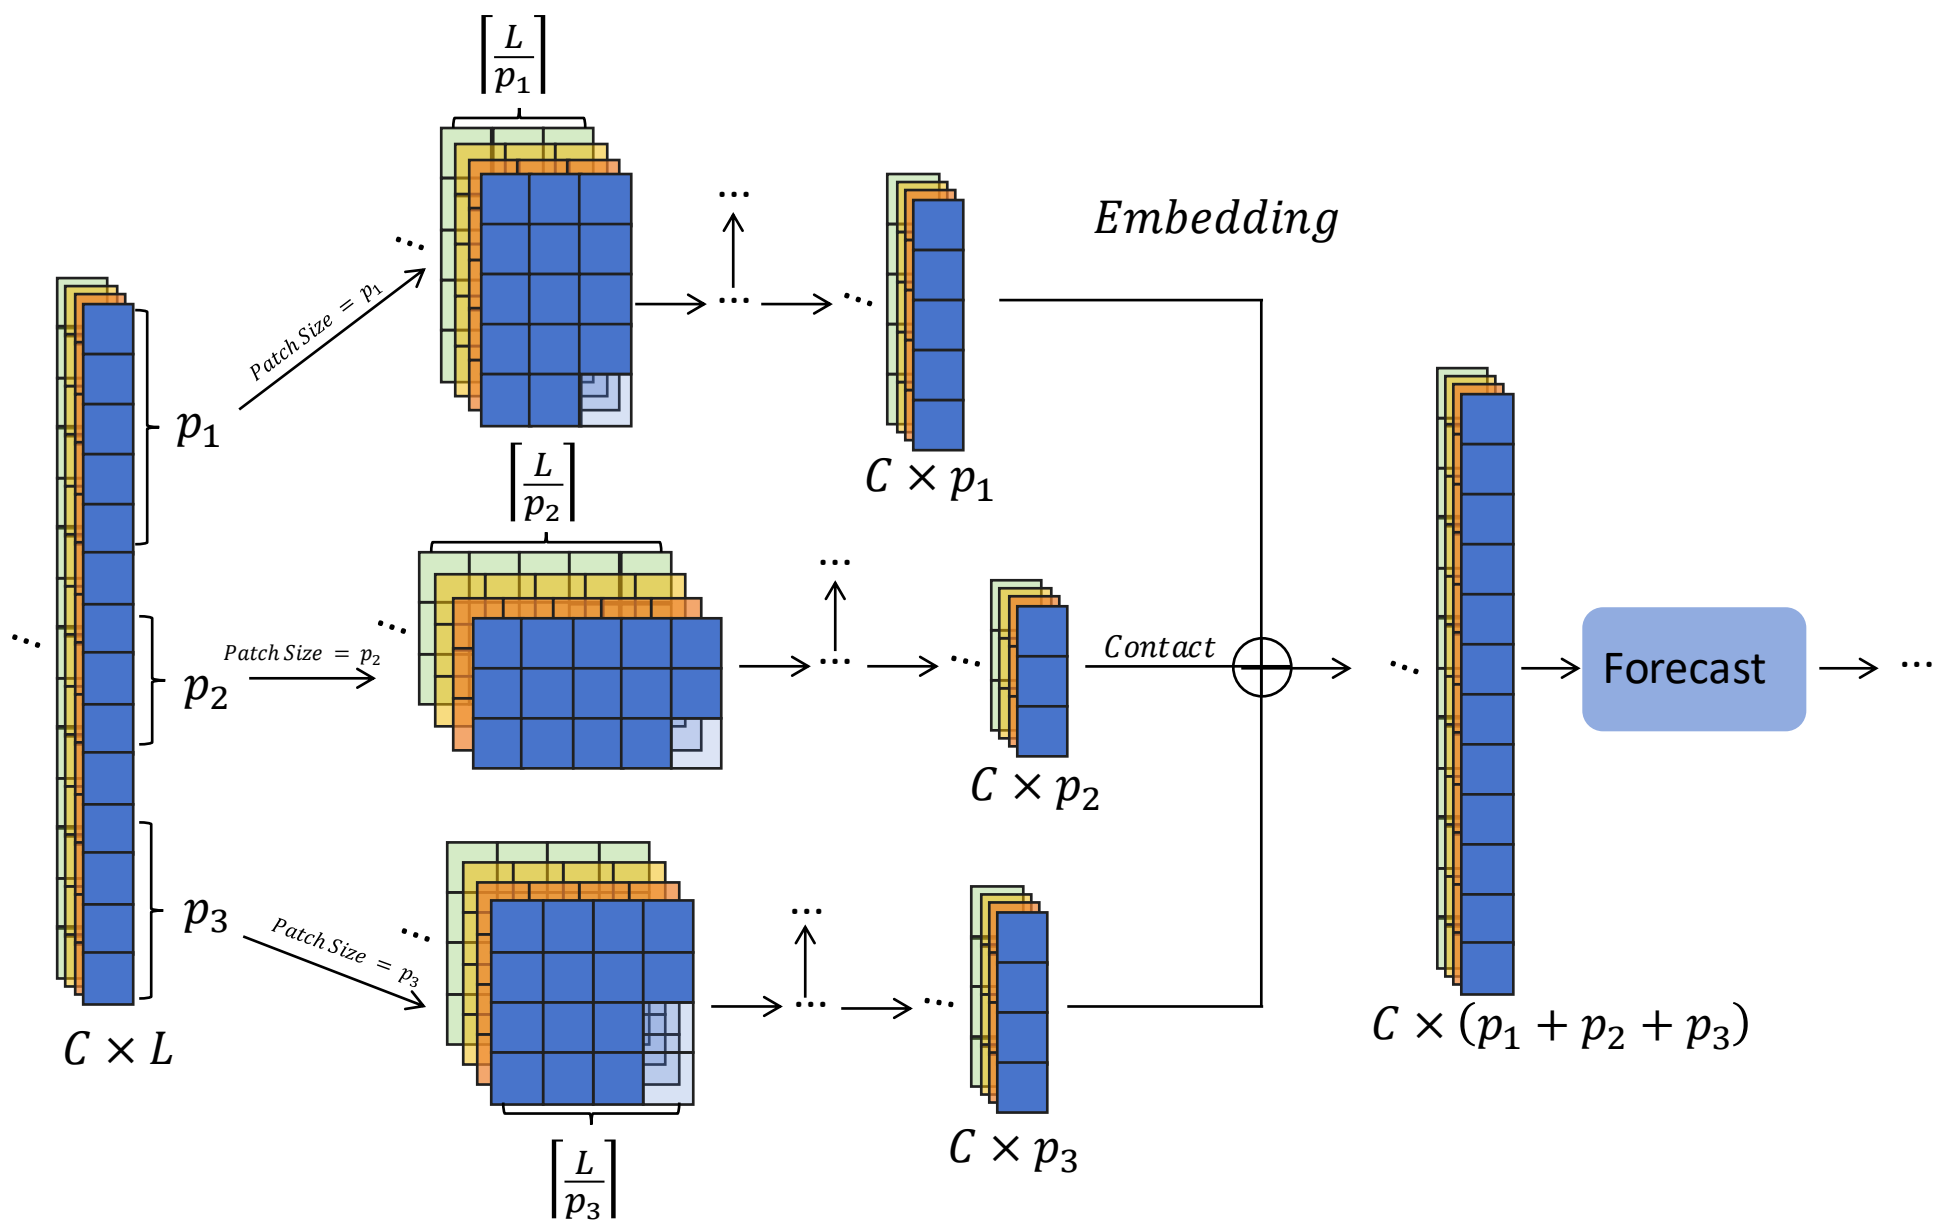 ⌈L/p₁⌉
Embedding
Patch Size = p₁
p₁
C × p₁
⌈L/p₂⌉
...
Patch Size = p₂
p₂
Contact
Forecast
...
C × p₂
Patch Size = p₃
p₃
C × L
C × (p₁ + p₂ + p₃)
C × p₃
⌈L/p₃⌉